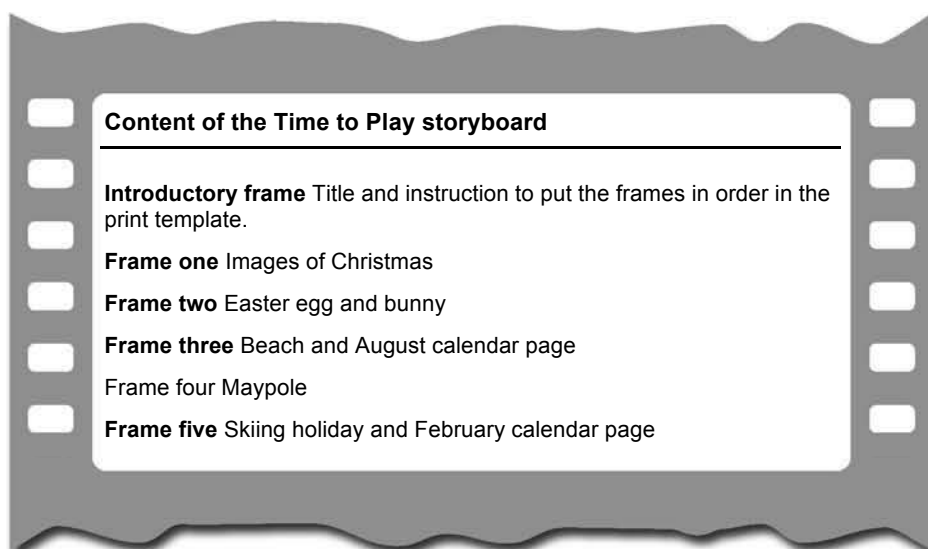 Content of the Time to Play storyboard
Introductory frame Title and instruction to put the frames in order in the
print template.
Frame one Images of Christmas
Frame two Easter egg and bunny
Frame three Beach and August calendar page
Frame four Maypole
Frame five Skiing holiday and February calendar page